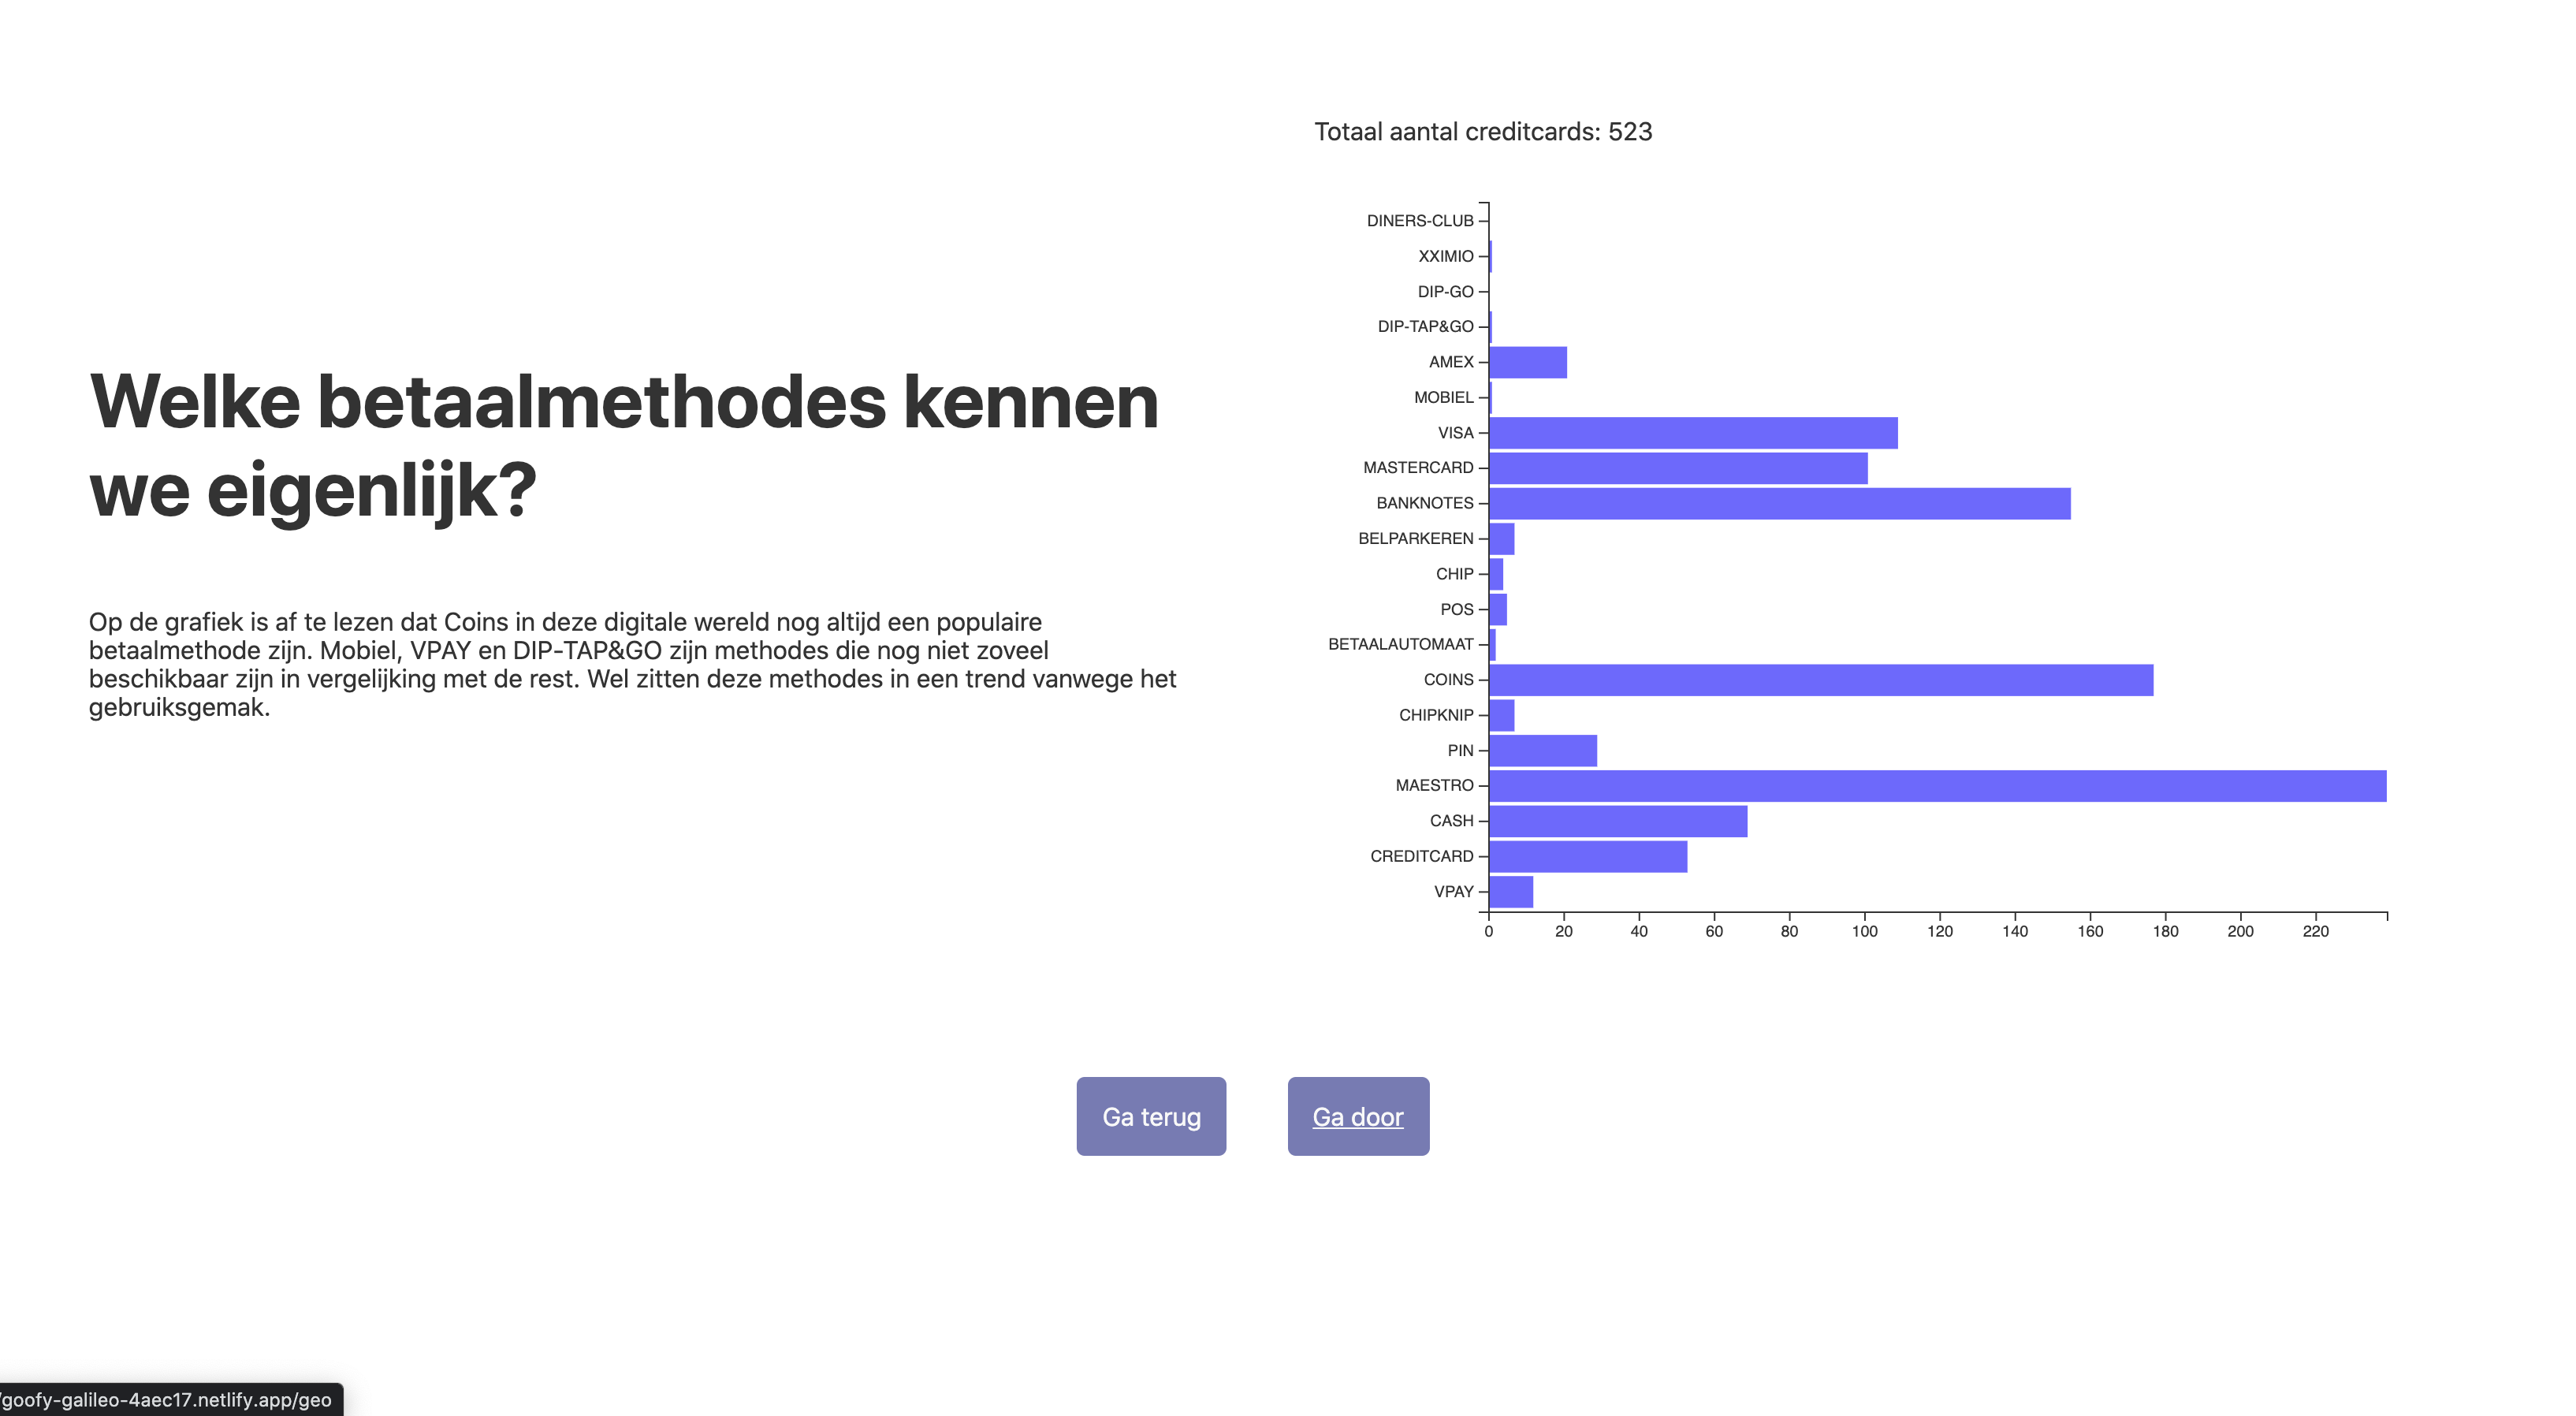 Welke betaalmethodes kennen
we eigenlijk?
Op de grafiek is af te lezen dat Coins in deze digitale wereld nog altijd een populaire
betaalmethode zijn. Mobiel, VPAY en DIP-TAP&GO zijn methodes die nog niet zoveel
beschikbaar zijn in vergelijking met de rest. Wel zitten deze methodes in een trend vanwege het
gebruiksgemak.
Totaal aantal creditcards: 523
DINERS-CLUB
XXIMIO
DIP-GO
DIP-TAP&GO
AMEX
MOBIEL
VISA
MASTERCARD
BANKNOTES
BELPARKEREN
CHIP
POS
BETAALAUTOMAAT
COINS
CHIPKNIP
PIN
MAESTRO
CASH
CREDITCARD
VPAY
0 20 40 60 80 100 120 140 160 180 200 220
Ga terug
Ga door
/goofy-galileo-4aec17.netlify.app/geo